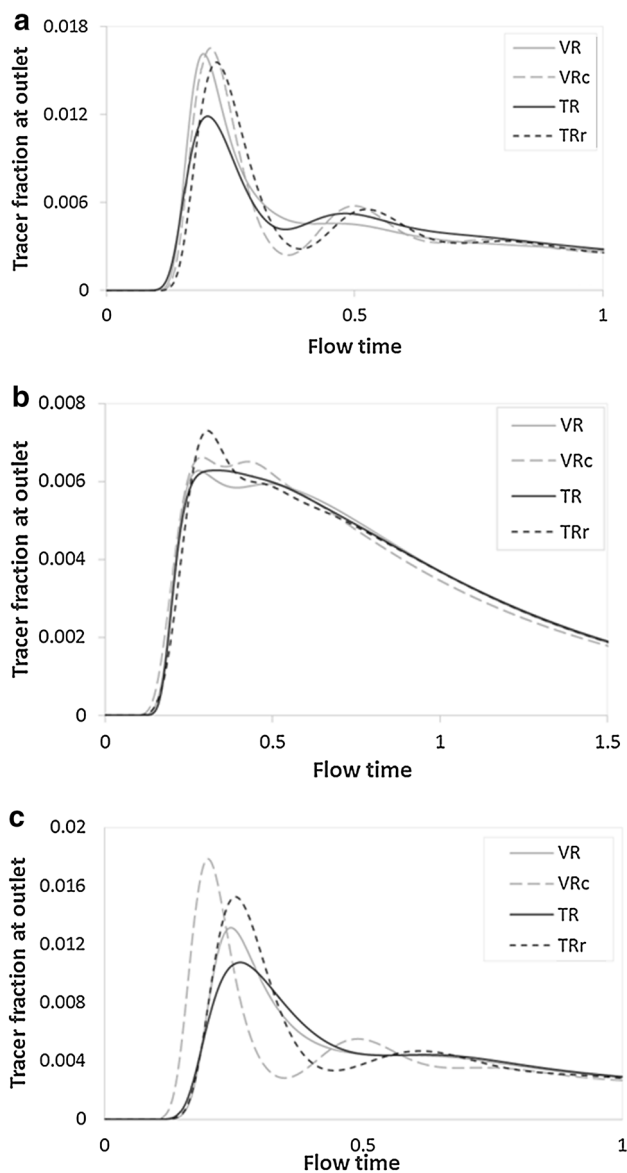 a
0.018
0.012
0.006
0
Tracer fraction at outlet
VR
VRc
TR
TRr
0 0.5 1
Flow time
b
0.008
0.006
0.004
0.002
0
Tracer fraction at outlet
VR
VRc
TR
TRr
0 0.5 1 1.5
Flow time
c
0.02
0.016
0.012
0.008
0.004
0
Tracer fraction at outlet
VR
VRc
TR
TRr
0 0.5 1
Flow time